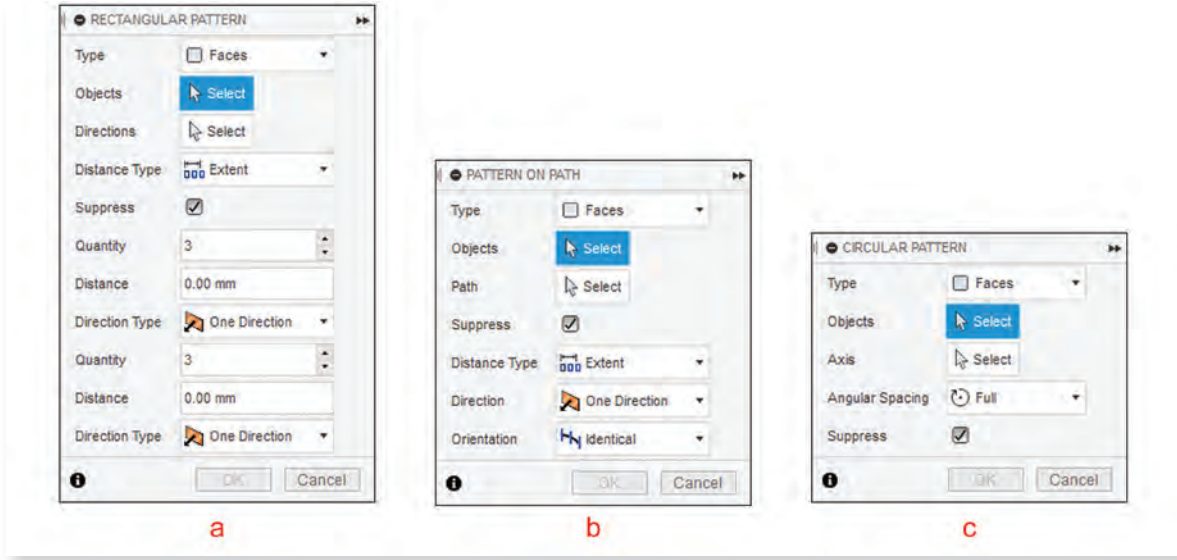 RECTANGULAR PATTERN
Type Faces
Objects Select
Directions Select
Distance Type Extent
Suppress
Quantity 3
Distance 0.00 mm
Direction Type One Direction
Quantity 3
Distance 0.00 mm
Direction Type One Direction
OK Cancel
a
PATTERN ON PATH
Type Faces
Objects Select
Path Select
Suppress
Distance Type Extent
Direction One Direction
Orientation Identical
OK Cancel
b
CIRCULAR PATTERN
Type Faces
Objects Select
Axis Select
Angular Spacing Full
Suppress
OK Cancel
c